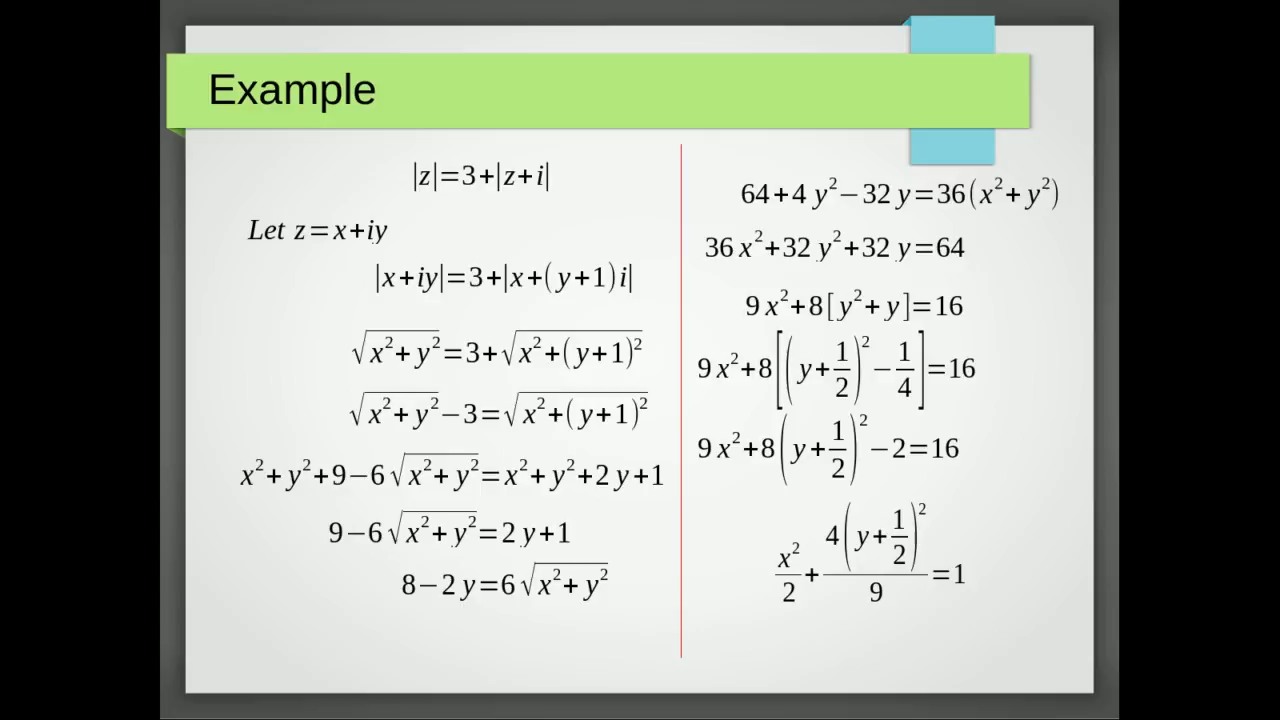 Example
|z|=3+|z+i|
Let z=x+iy
|x+iy|=3+|x+(y+1)i|
√(x²+y²)=3+√(x²+(y+1)²)
√(x²+y²)−3=√(x²+(y+1)²)
x²+y²+9−6√(x²+y²)=x²+y²+2y+1
9−6√(x²+y²)=2y+1
8−2y=6√(x²+y²)
64+4y²−32y=36(x²+y²)
36x²+32y²+32y=64
9x²+8[y²+y]=16
9x²+8[(y+1/2)²−1/4]=16
9x²+8(y+1/2)²−2=16
x²/2+4(y+1/2)²/9=1